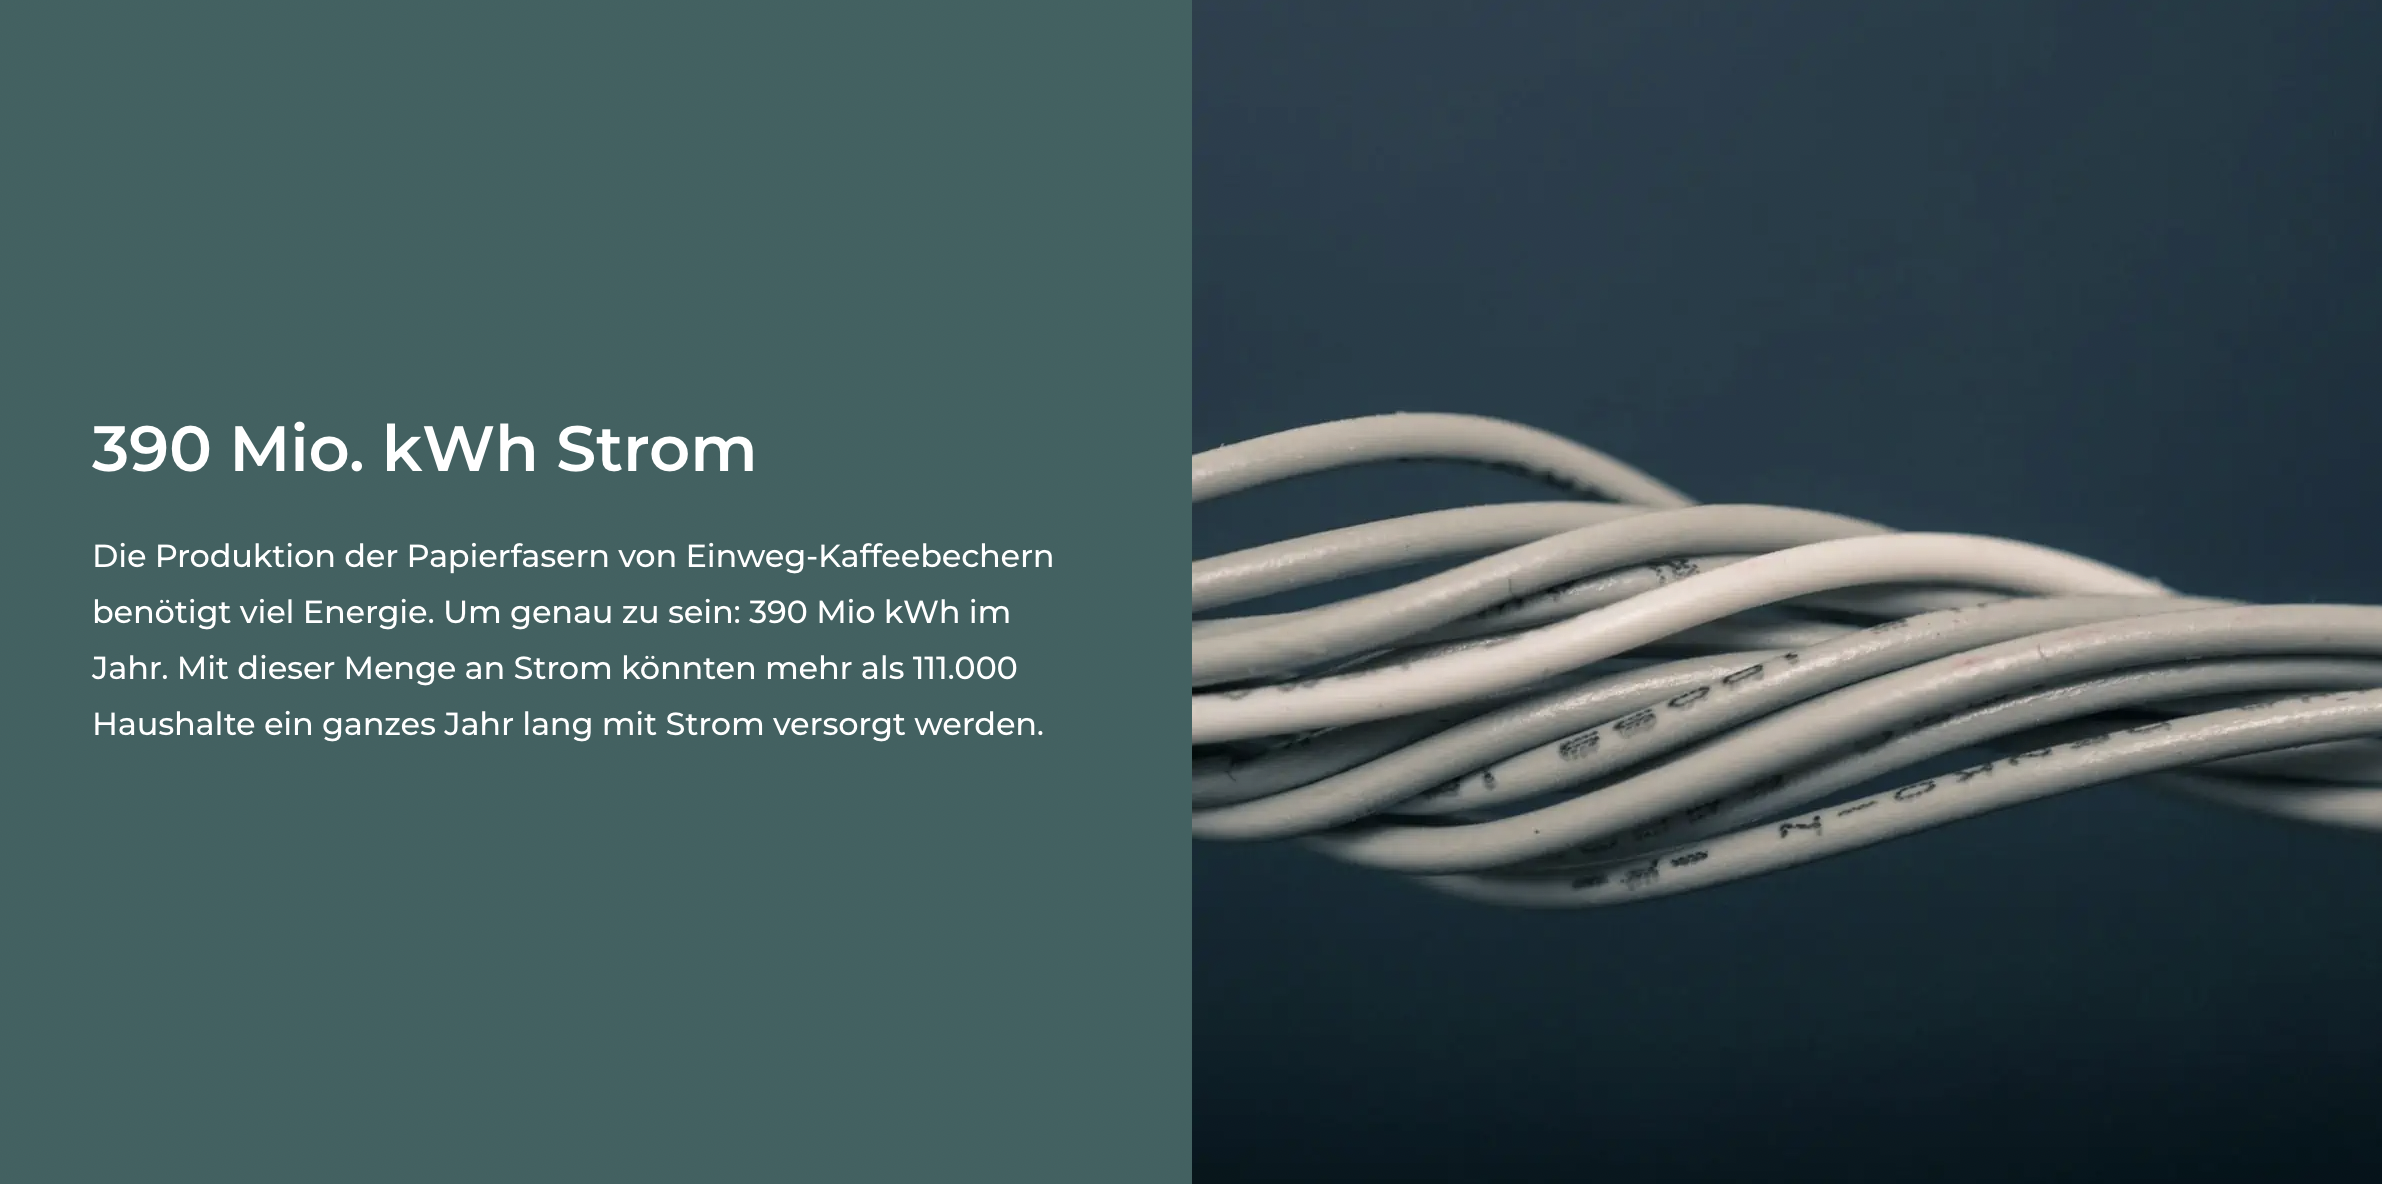 390 Mio. kWh Strom
Die Produktion der Papierfasern von Einweg-Kaffeebechern
benötigt viel Energie. Um genau zu sein: 390 Mio kWh im
Jahr. Mit dieser Menge an Strom könnten mehr als 111.000
Haushalte ein ganzes Jahr lang mit Strom versorgt werden.